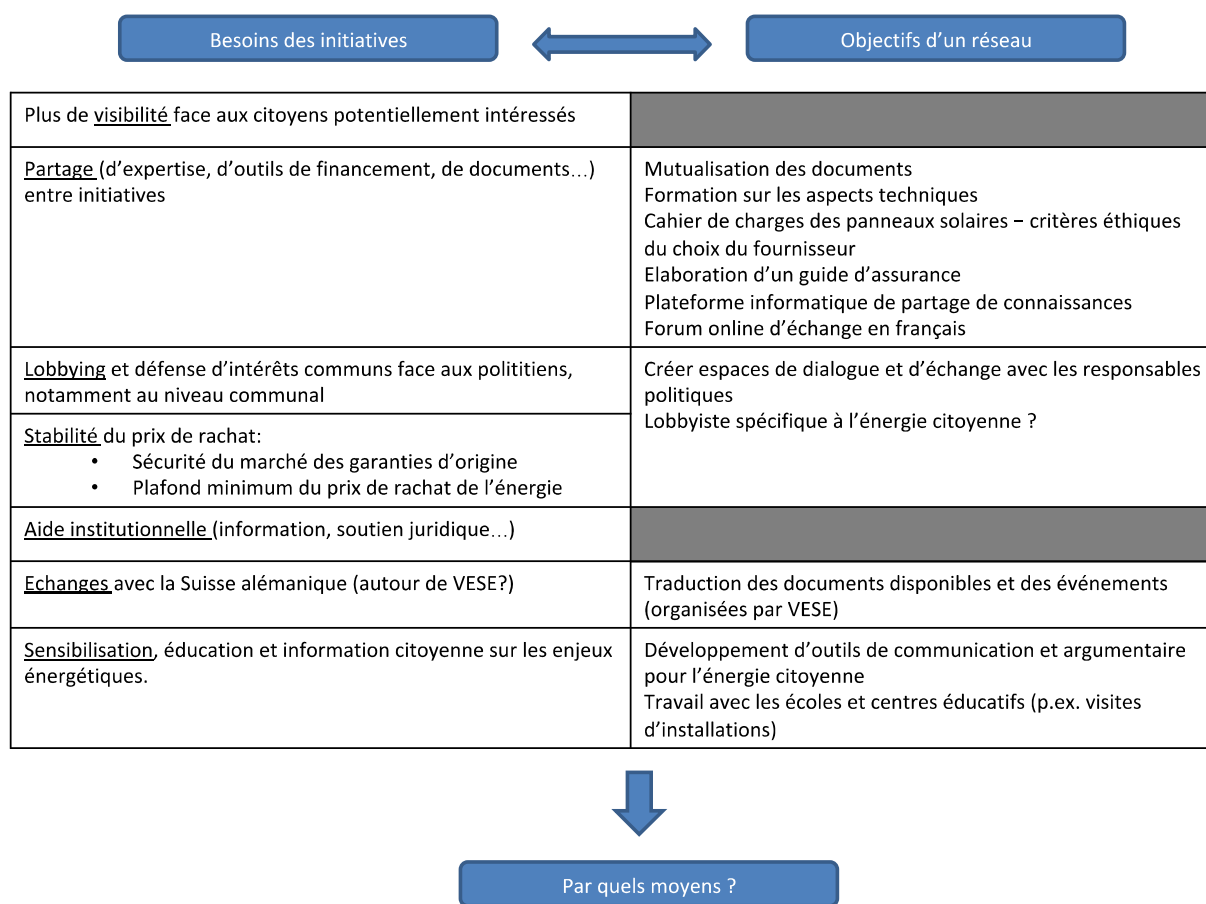 Besoins des initiatives
Objectifs d’un réseau
Plus de visibilité face aux citoyens potentiellement intéressés
Partage (d’expertise, d’outils de financement, de documents…)
entre initiatives
Mutualisation des documents
Formation sur les aspects techniques
Cahier de charges des panneaux solaires – critères éthiques
du choix du fournisseur
Elaboration d’un guide d’assurance
Plateforme informatique de partage de connaissances
Forum online d’échange en français
Lobbying et défense d’intérêts communs face aux polititiens,
notamment au niveau communal
Créer espaces de dialogue et d’échange avec les responsables
politiques
Lobbyiste spécifique à l’énergie citoyenne ?
Stabilité du prix de rachat:
• Sécurité du marché des garanties d’origine
• Plafond minimum du prix de rachat de l’énergie
Aide institutionnelle (information, soutien juridique…)
Echanges avec la Suisse alémanique (autour de VESE?)
Traduction des documents disponibles et des événements
(organisées par VESE)
Sensibilisation, éducation et information citoyenne sur les enjeux
énergétiques.
Développement d’outils de communication et argumentaire
pour l’énergie citoyenne
Travail avec les écoles et centres éducatifs (p.ex. visites
d’installations)
Par quels moyens ?